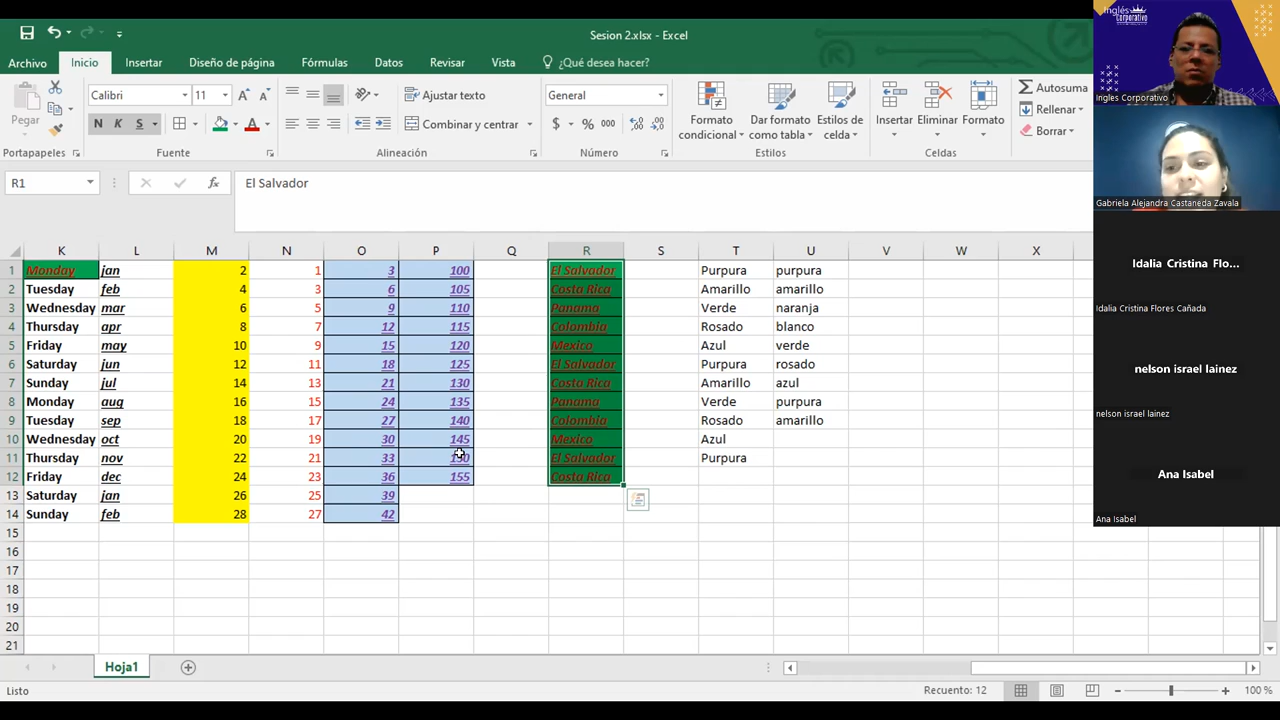 Sesion 2.xlsx - Excel
Archivo Inicio Insertar Diseño de página Fórmulas Datos Revisar Vista ¿Qué desea hacer?
Pegar
Calibri 11
N K S
Ajustar texto
Combinar y centrar
General
$ % 000
Formato condicional
Dar formato como tabla
Estilos de celda
Insertar Eliminar Formato
Autosuma
Rellenar
Borrar
Portapapeles Fuente Alineación Número Estilos Celdas
R1 fx El Salvador
K L M N O P Q R S T U V W X
1 Monday jan 2 1 3 100 El Salvador Purpura purpura
2 Tuesday feb 4 3 6 105 Costa Rica Amarillo amarillo
3 Wednesday mar 6 5 9 110 Panama Verde naranja
4 Thursday apr 8 7 12 115 Colombia Rosado blanco
5 Friday may 10 9 15 120 Mexico Azul verde
6 Saturday jun 12 11 18 125 El Salvador Purpura rosado
7 Sunday jul 14 13 21 130 Costa Rica Amarillo azul
8 Monday aug 16 15 24 135 Panama Verde purpura
9 Tuesday sep 18 17 27 140 Colombia Rosado amarillo
10 Wednesday oct 20 19 30 145 Mexico Azul
11 Thursday nov 22 21 33 150 El Salvador Purpura
12 Friday dec 24 23 36 155 Costa Rica
13 Saturday jan 26 25 39
14 Sunday feb 28 27 42
15
16
17
18
19
20
21
Hoja1
Listo
Recuento: 12
100 %
Inglés
Corporativo
Ingles Corporativo
Gabriela Alejandra Castaneda Zavala
Idalia Cristina Flo...
Idalia Cristina Flores Cañada
nelson israel lainez
nelson israel lainez
Ana Isabel
Ana Isabel